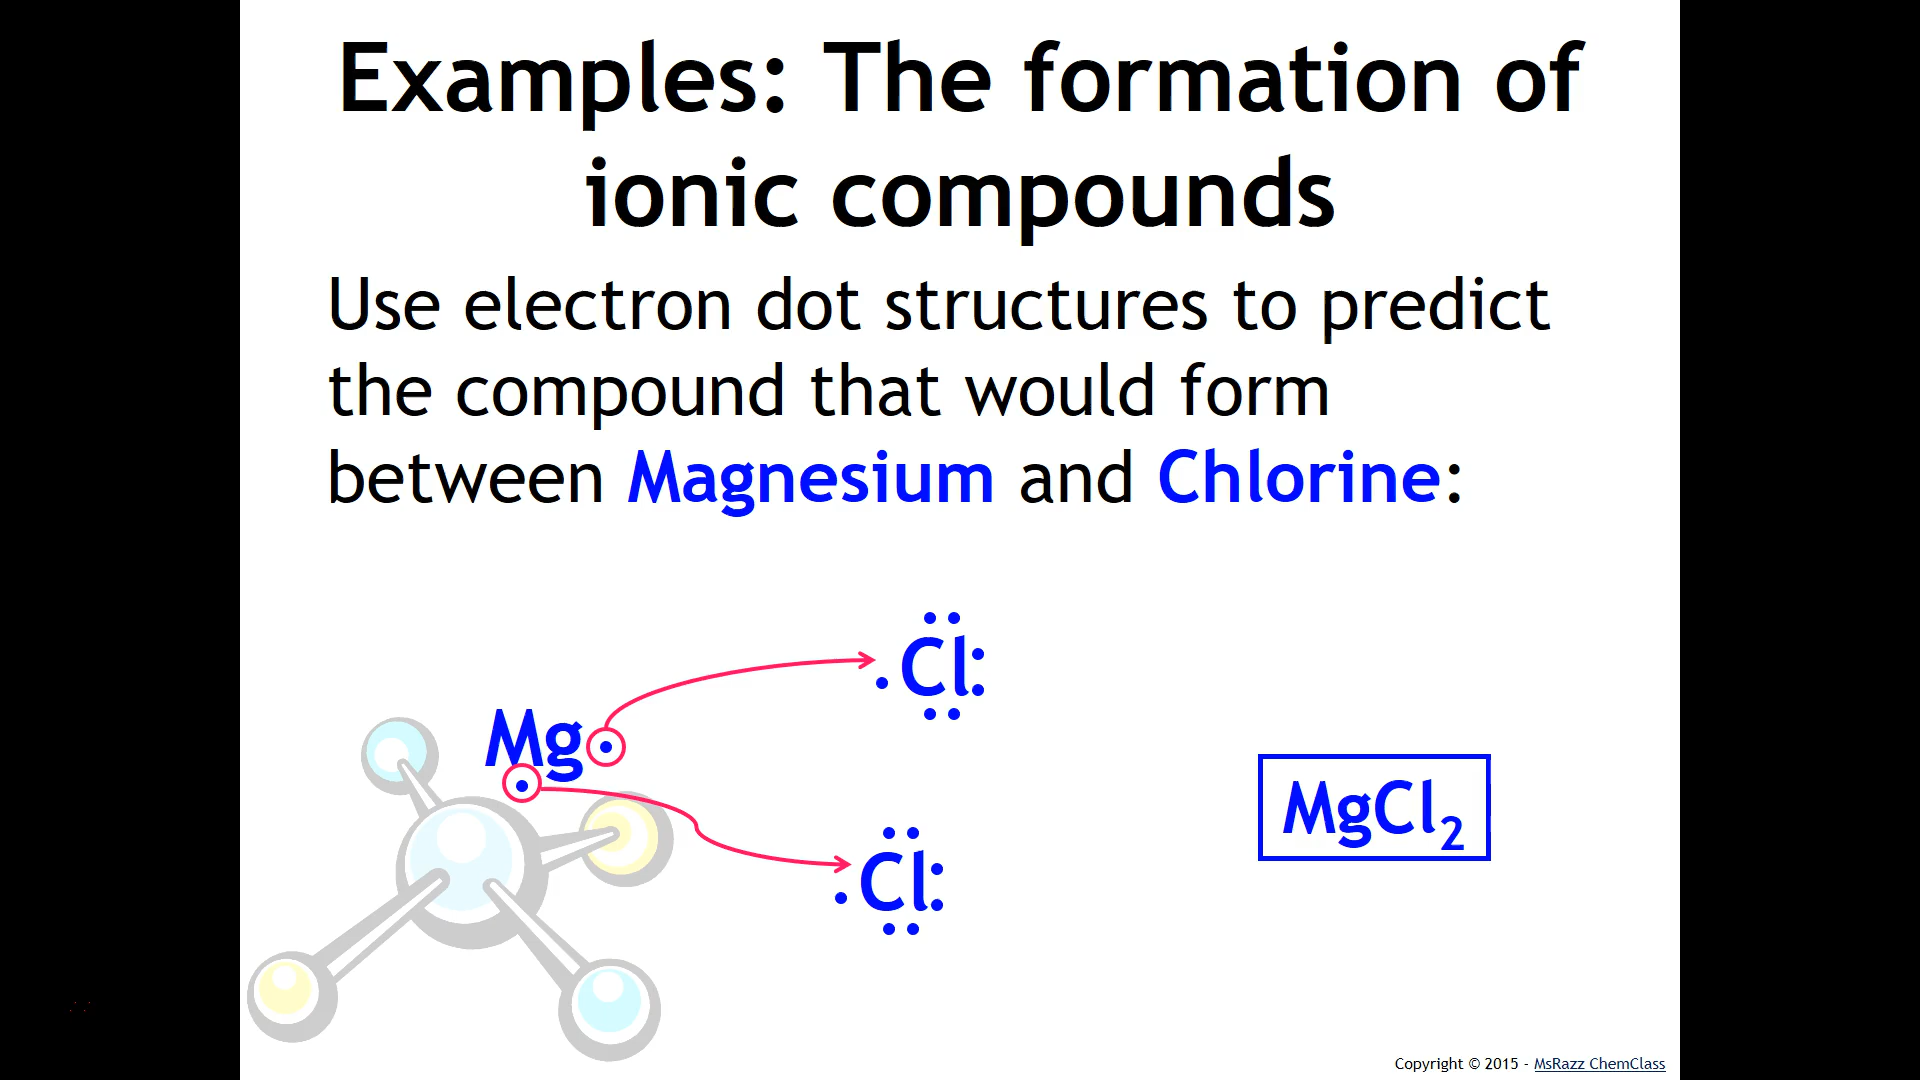 Examples: The formation of
ionic compounds
Use electron dot structures to predict
the compound that would form
between Magnesium and Chlorine:
Cl
Mg
MgCl₂
Cl
Copyright © 2015 - MsRazz ChemClass